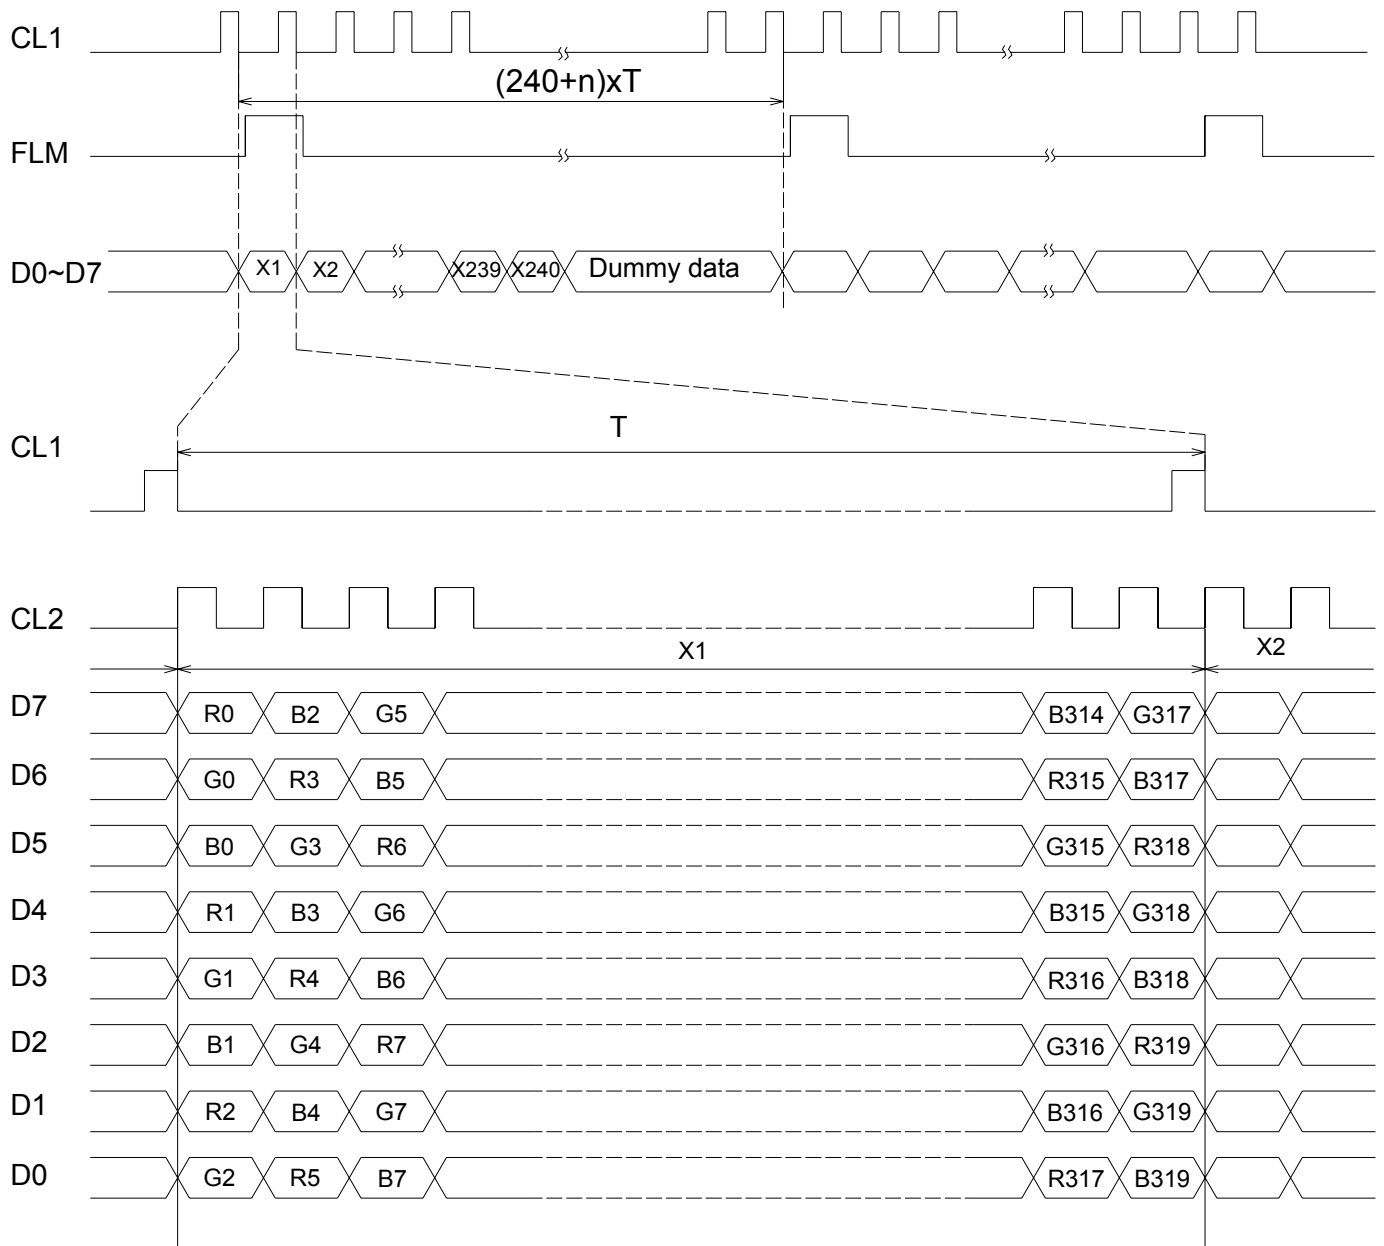 CL1
(240+n)xT
FLM
D0~D7 X1 X2 X239 X240 Dummy data
T
CL1
CL2
X1 X2
D7 R0 B2 G5 B314 G317
D6 G0 R3 B5 R315 B317
D5 B0 G3 R6 G315 R318
D4 R1 B3 G6 B315 G318
D3 G1 R4 B6 R316 B318
D2 B1 G4 R7 G316 R319
D1 R2 B4 G7 B316 G319
D0 G2 R5 B7 R317 B319